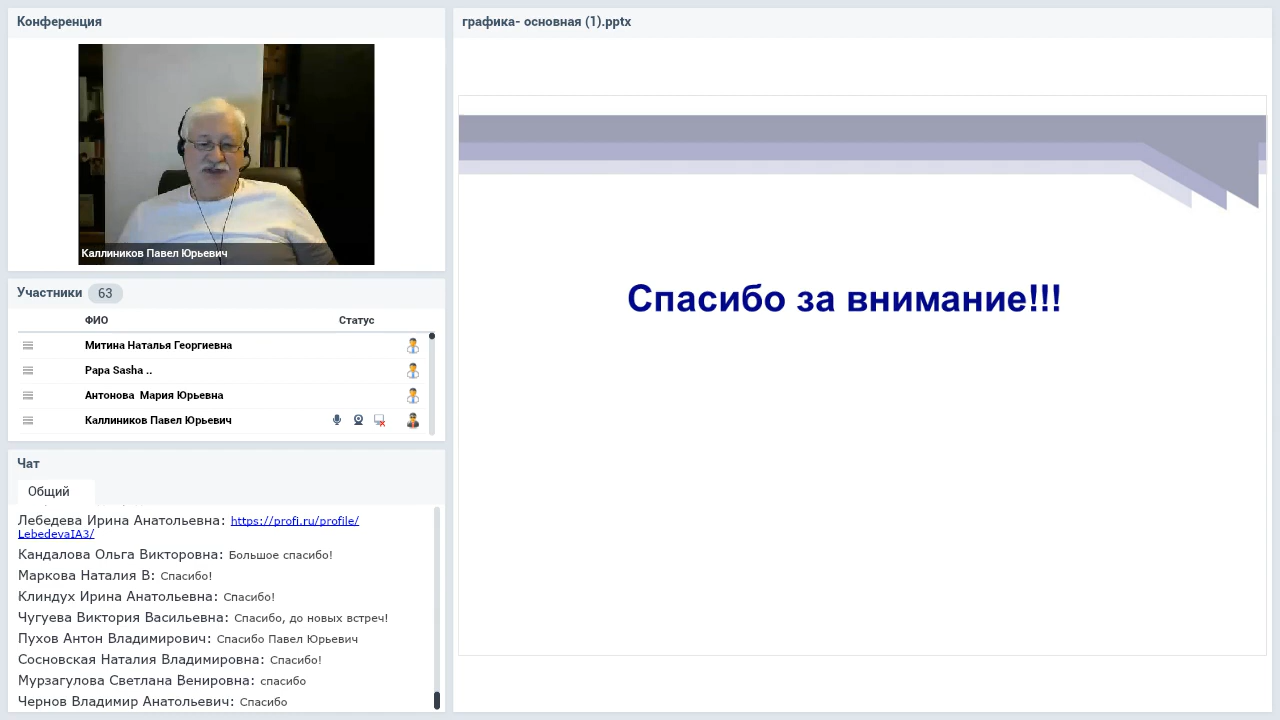 Конференция
Каллиников Павел Юрьевич
Участники 63
ФИО Статус
Митина Наталья Георгиевна
Papa Sasha ..
Антонова Мария Юрьевна
Каллиников Павел Юрьевич
Чат
Общий
Лебедева Ирина Анатольевна: https://profi.ru/profile/
LebedevaIA3/
Кандалова Ольга Викторовна: Большое спасибо!
Маркова Наталия В: Спасибо!
Клиндух Ирина Анатольевна: Спасибо!
Чугуева Виктория Васильевна: Спасибо, до новых встреч!
Пухов Антон Владимирович: Спасибо Павел Юрьевич
Сосновская Наталия Владимировна: Спасибо!
Мурзагулова Светлана Венировна: спасибо
Чернов Владимир Анатольевич: Спасибо
графика- основная (1).pptx
Спасибо за внимание!!!